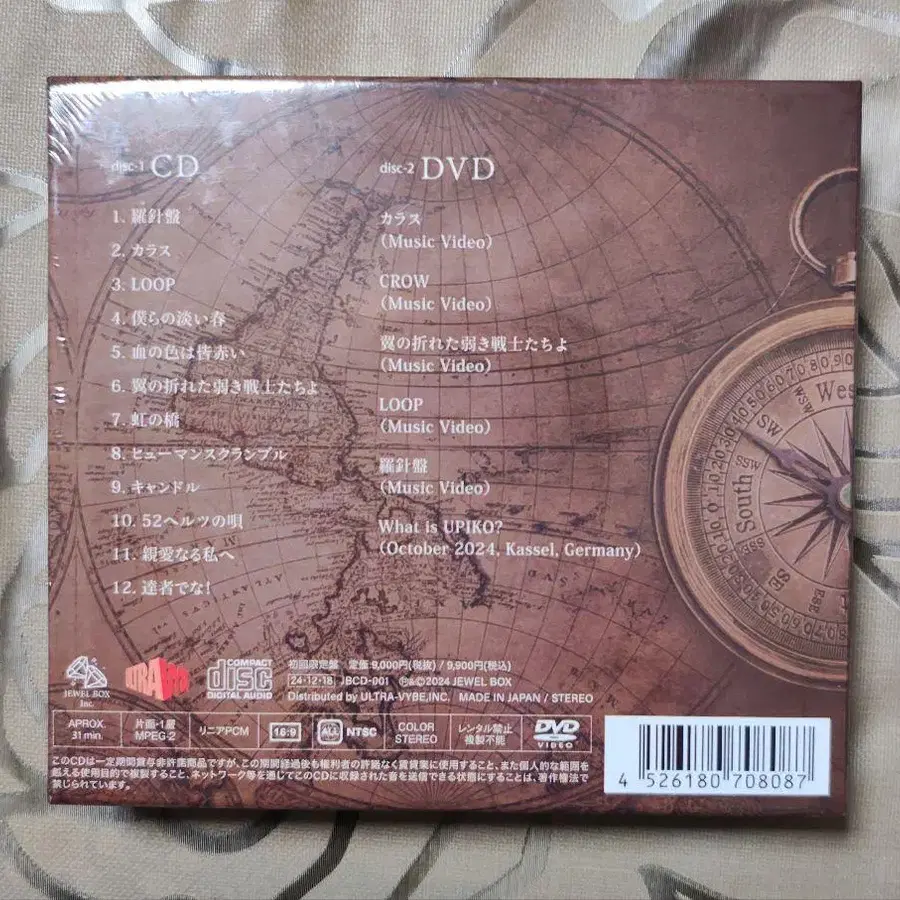 disc-1 CD
1. 羅針盤
2. カラス
3. LOOP
4. 僕らの淡い春
5. 血の色は皆赤い
6. 翼の折れた弱き戦士たちよ
7. 虹の橋
8. ヒューマンスクランブル
9. キャンドル
10. 52ヘルツの唄
11. 親愛なる私へ
12. 達者でな!
disc-2 DVD
カラス
(Music Video)
CROW
(Music Video)
翼の折れた弱き戦士たちよ
(Music Video)
LOOP
(Music Video)
羅針盤
(Music Video)
What is UPIKO?
(October 2024, Kassel, Germany)
West
WSW
SW
SSW
South
SSE
SE
ESE
JEWEL BOX
Inc.
COMPACT
disc
DIGITAL AUDIO
初回限定盤 定価 9,000円(税抜) / 9,900円(税込)
24・12・18 JBCD-001 ℗&©2024 JEWEL BOX
Distributed by ULTRA-VYBE,INC. MADE IN JAPAN / STEREO
APROX
31 min.
片面・1層
MPEG-2
リニアPCM
16:9
ALL NTSC
COLOR
STEREO
レンタル禁止
複製不能
DVD
VIDEO
このCDは一定期間貸与非許諾商品ですが、この期間経過後も権利者の許諾なく賃貸業に使用すること、また個人的な範囲を
越える使用目的で複製すること、ネットワーク等を通じてこのCDに収録された音を送信できる状態にすることは、著作権法で
禁じられています。
4 526180 708087